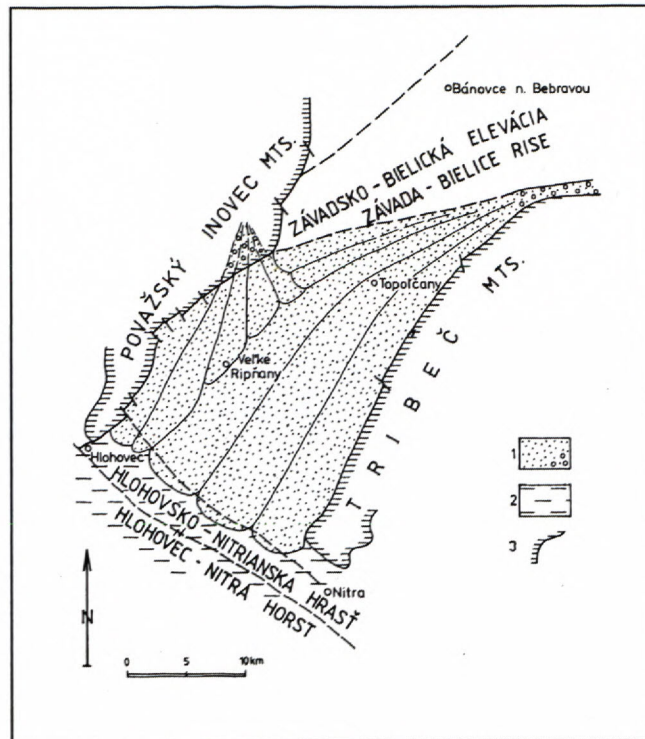 Bánovce n. Bebravou
ZÁVADSKO - BIELICKÁ ELEVÁCIA
ZÁVADA - BIELICE RISE
POVAŽSKÝ INOVEC MTS.
Topoľčany
TRIBEČ MTS.
Veľké
Ripňany
Hlohovec
HLOHOVSKO - NITRIANSKA HRASŤ
HLOHOVEC - NITRA HORST
Nitra
N
0 5 10km
1
2
3